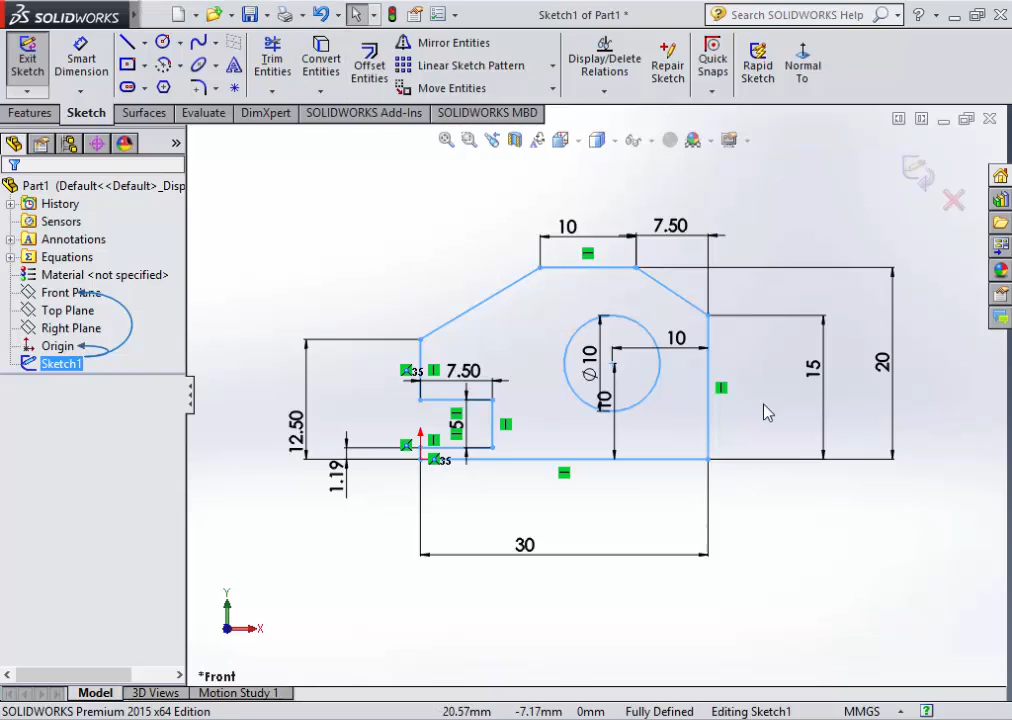 SOLIDWORKS
Sketch1 of Part1 *
Search SOLIDWORKS Help
?
Exit Sketch
Smart Dimension
Trim Entities
Convert Entities
Offset Entities
Mirror Entities
Linear Sketch Pattern
Move Entities
Display/Delete Relations
Repair Sketch
Quick Snaps
Rapid Sketch
Normal To
Features
Sketch
Surfaces
Evaluate
DimXpert
SOLIDWORKS Add-Ins
SOLIDWORKS MBD
»
Part1 (Default<<Default>_Disp
History
Sensors
Annotations
Equations
Material <not specified>
Front Plane
Top Plane
Right Plane
Origin
Sketch1
10
7.50
10
15
20
Ø 10
10
35
7.50
5
12.50
1.19
35
30
Y
X
*Front
Model
3D Views
Motion Study 1
SOLIDWORKS Premium 2015 x64 Edition
20.57mm
-7.17mm
0mm
Fully Defined
Editing Sketch1
MMGS
?